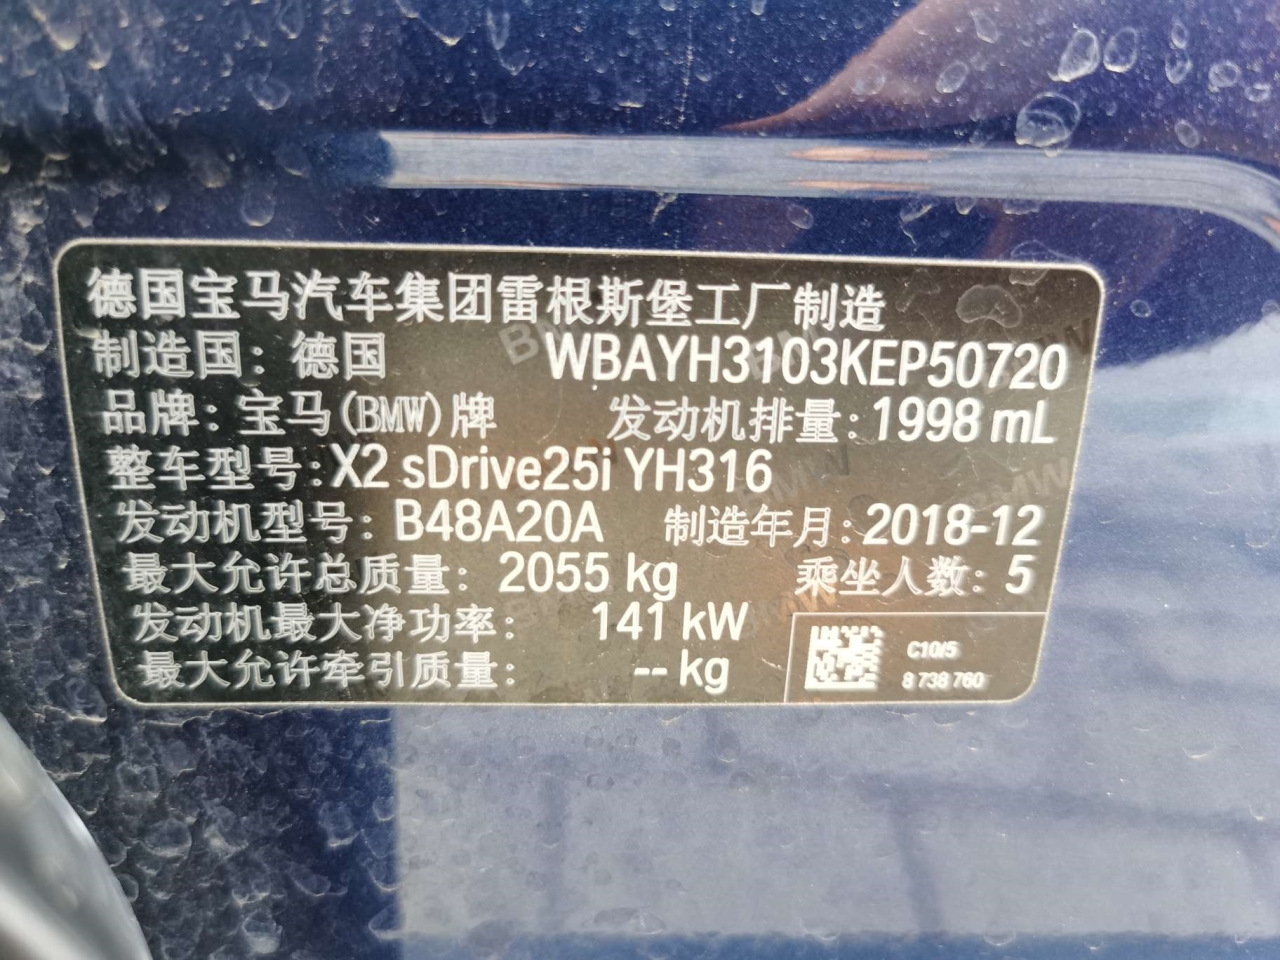 德国宝马汽车集团雷根斯堡工厂制造
制造国：德国 WBAYH3103KEP50720
品牌：宝马(BMW)牌 发动机排量：1998 mL
整车型号：X2 sDrive25i YH316
发动机型号：B48A20A 制造年月：2018-12
最大允许总质量：2055 kg 乘坐人数：5
发动机最大净功率：141 kW
最大允许牵引质量：-- kg
C10/5
8 738 760